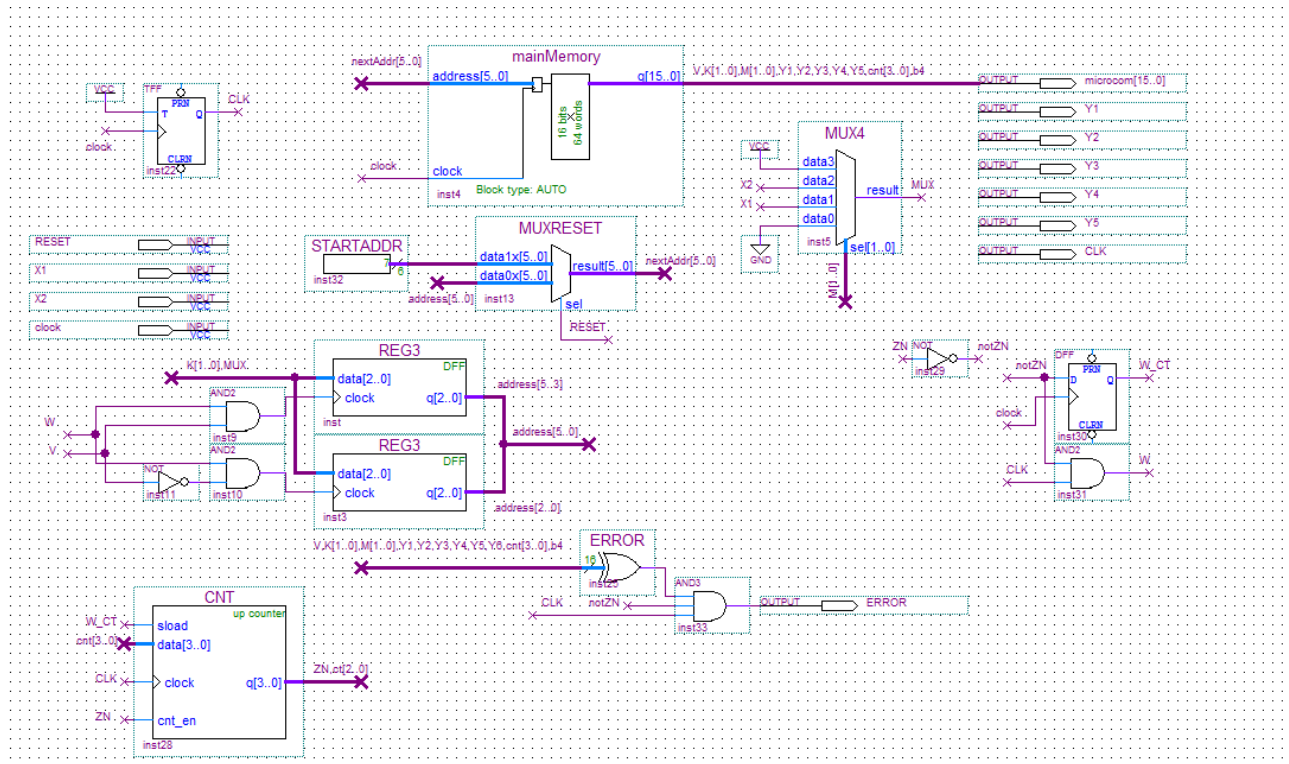 mainMemory
nextAddr[5..0]
address[5..0]
q[15..0]
V,K[1..0],M[1..0],Y1,Y2,Y3,Y4,Y5,cnt[3..0],b4
16 bits
64 words
clock
clock
inst4
Block type: AUTO
VCC
TFF
PRN
CLK
T
Q
clock
CLRN
inst22
OUTPUT
microcom[15..0]
OUTPUT
Y1
OUTPUT
Y2
OUTPUT
Y3
OUTPUT
Y4
OUTPUT
Y5
OUTPUT
CLK
MUX4
VCC
data3
X2
data2
X1
data1
data0
result
MUX
GND
inst5
sel[1..0]
M[1..0]
MUXRESET
STARTADDR
7
6
inst32
data1x[5..0]
data0x[5..0]
result[5..0]
nextAddr[5..0]
address[5..0]
inst13
sel
RESET
RESET
INPUT
VCC
X1
INPUT
VCC
X2
INPUT
VCC
clock
INPUT
VCC
REG3
K[1..0],MUX
DFF
data[2..0]
clock
q[2..0]
address[5..3]
inst
AND2
inst9
W
V
NOT
inst11
AND2
inst10
REG3
DFF
data[2..0]
clock
q[2..0]
address[5..0]
address[2..0]
inst3
ZN
NOT
notZN
inst29
notZN
DFF
PRN
D
Q
W_CT
clock
CLRN
inst30
AND2
CLK
W
inst31
V,K[1..0],M[1..0],Y1,Y2,Y3,Y4,Y5,Y6,cnt[3..0],b4
ERROR
16
inst25
AND3
CLK
notZN
inst33
OUTPUT
ERROR
CNT
up counter
W_CT
sload
cnt[3..0]
data[3..0]
CLK
clock
q[3..0]
ZN,ct[2..0]
ZN
cnt_en
inst28